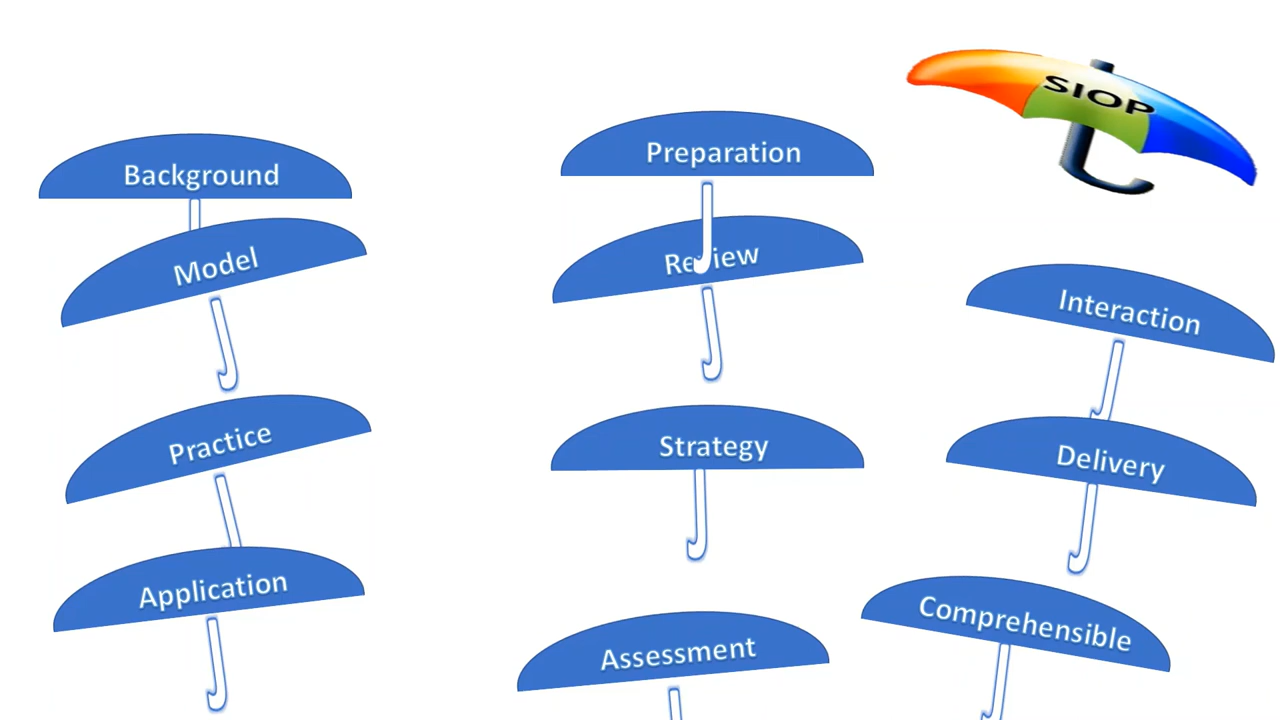 SIOP
Background
Preparation
Model
Review
Interaction
Practice
Strategy
Delivery
Application
Assessment
Comprehensible